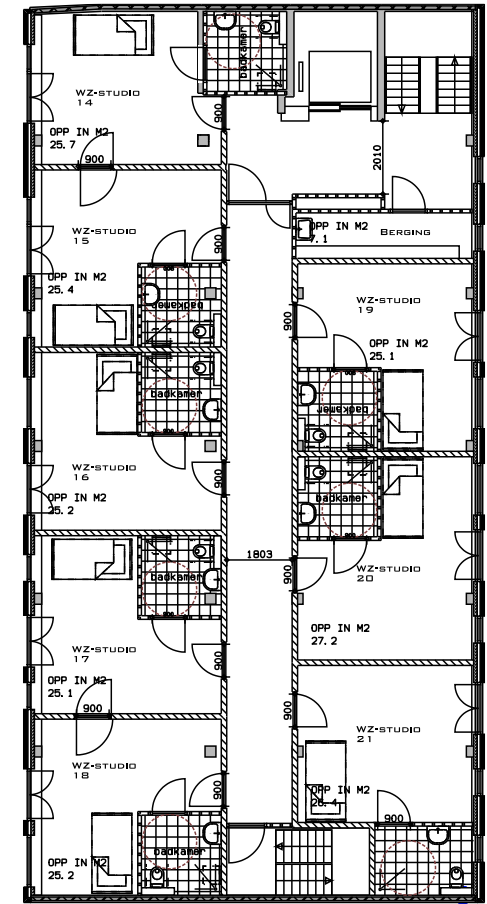 badkamer
WZ-STUDIO
14
900
OPP IN M2
25.7
900
2010
WZ-STUDIO
15
900
OPP IN M2
7.1
BERGING
OPP IN M2
25.4
badkamer
WZ-STUDIO
19
900
OPP IN M2
25.1
badkamer
badkamer
WZ-STUDIO
16
900
OPP IN M2
25.2
badkamer
1803
badkamer
900
WZ-STUDIO
20
OPP IN M2
27.2
WZ-STUDIO
17
900
OPP IN M2
25.1
900
900
WZ-STUDIO
21
WZ-STUDIO
18
900
OPP IN M2
26.4
900
badkamer
OPP IN M2
25.2